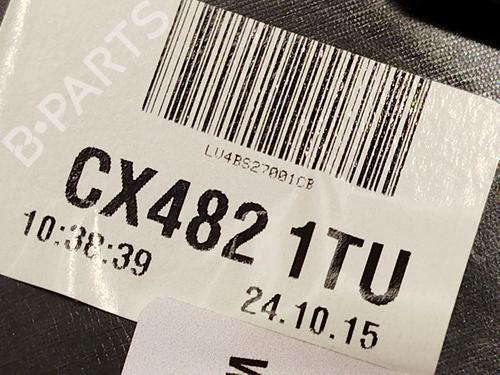 B-PARTS
LU4BS27001CB
CX482 1TU
10:38:39
24.10.15